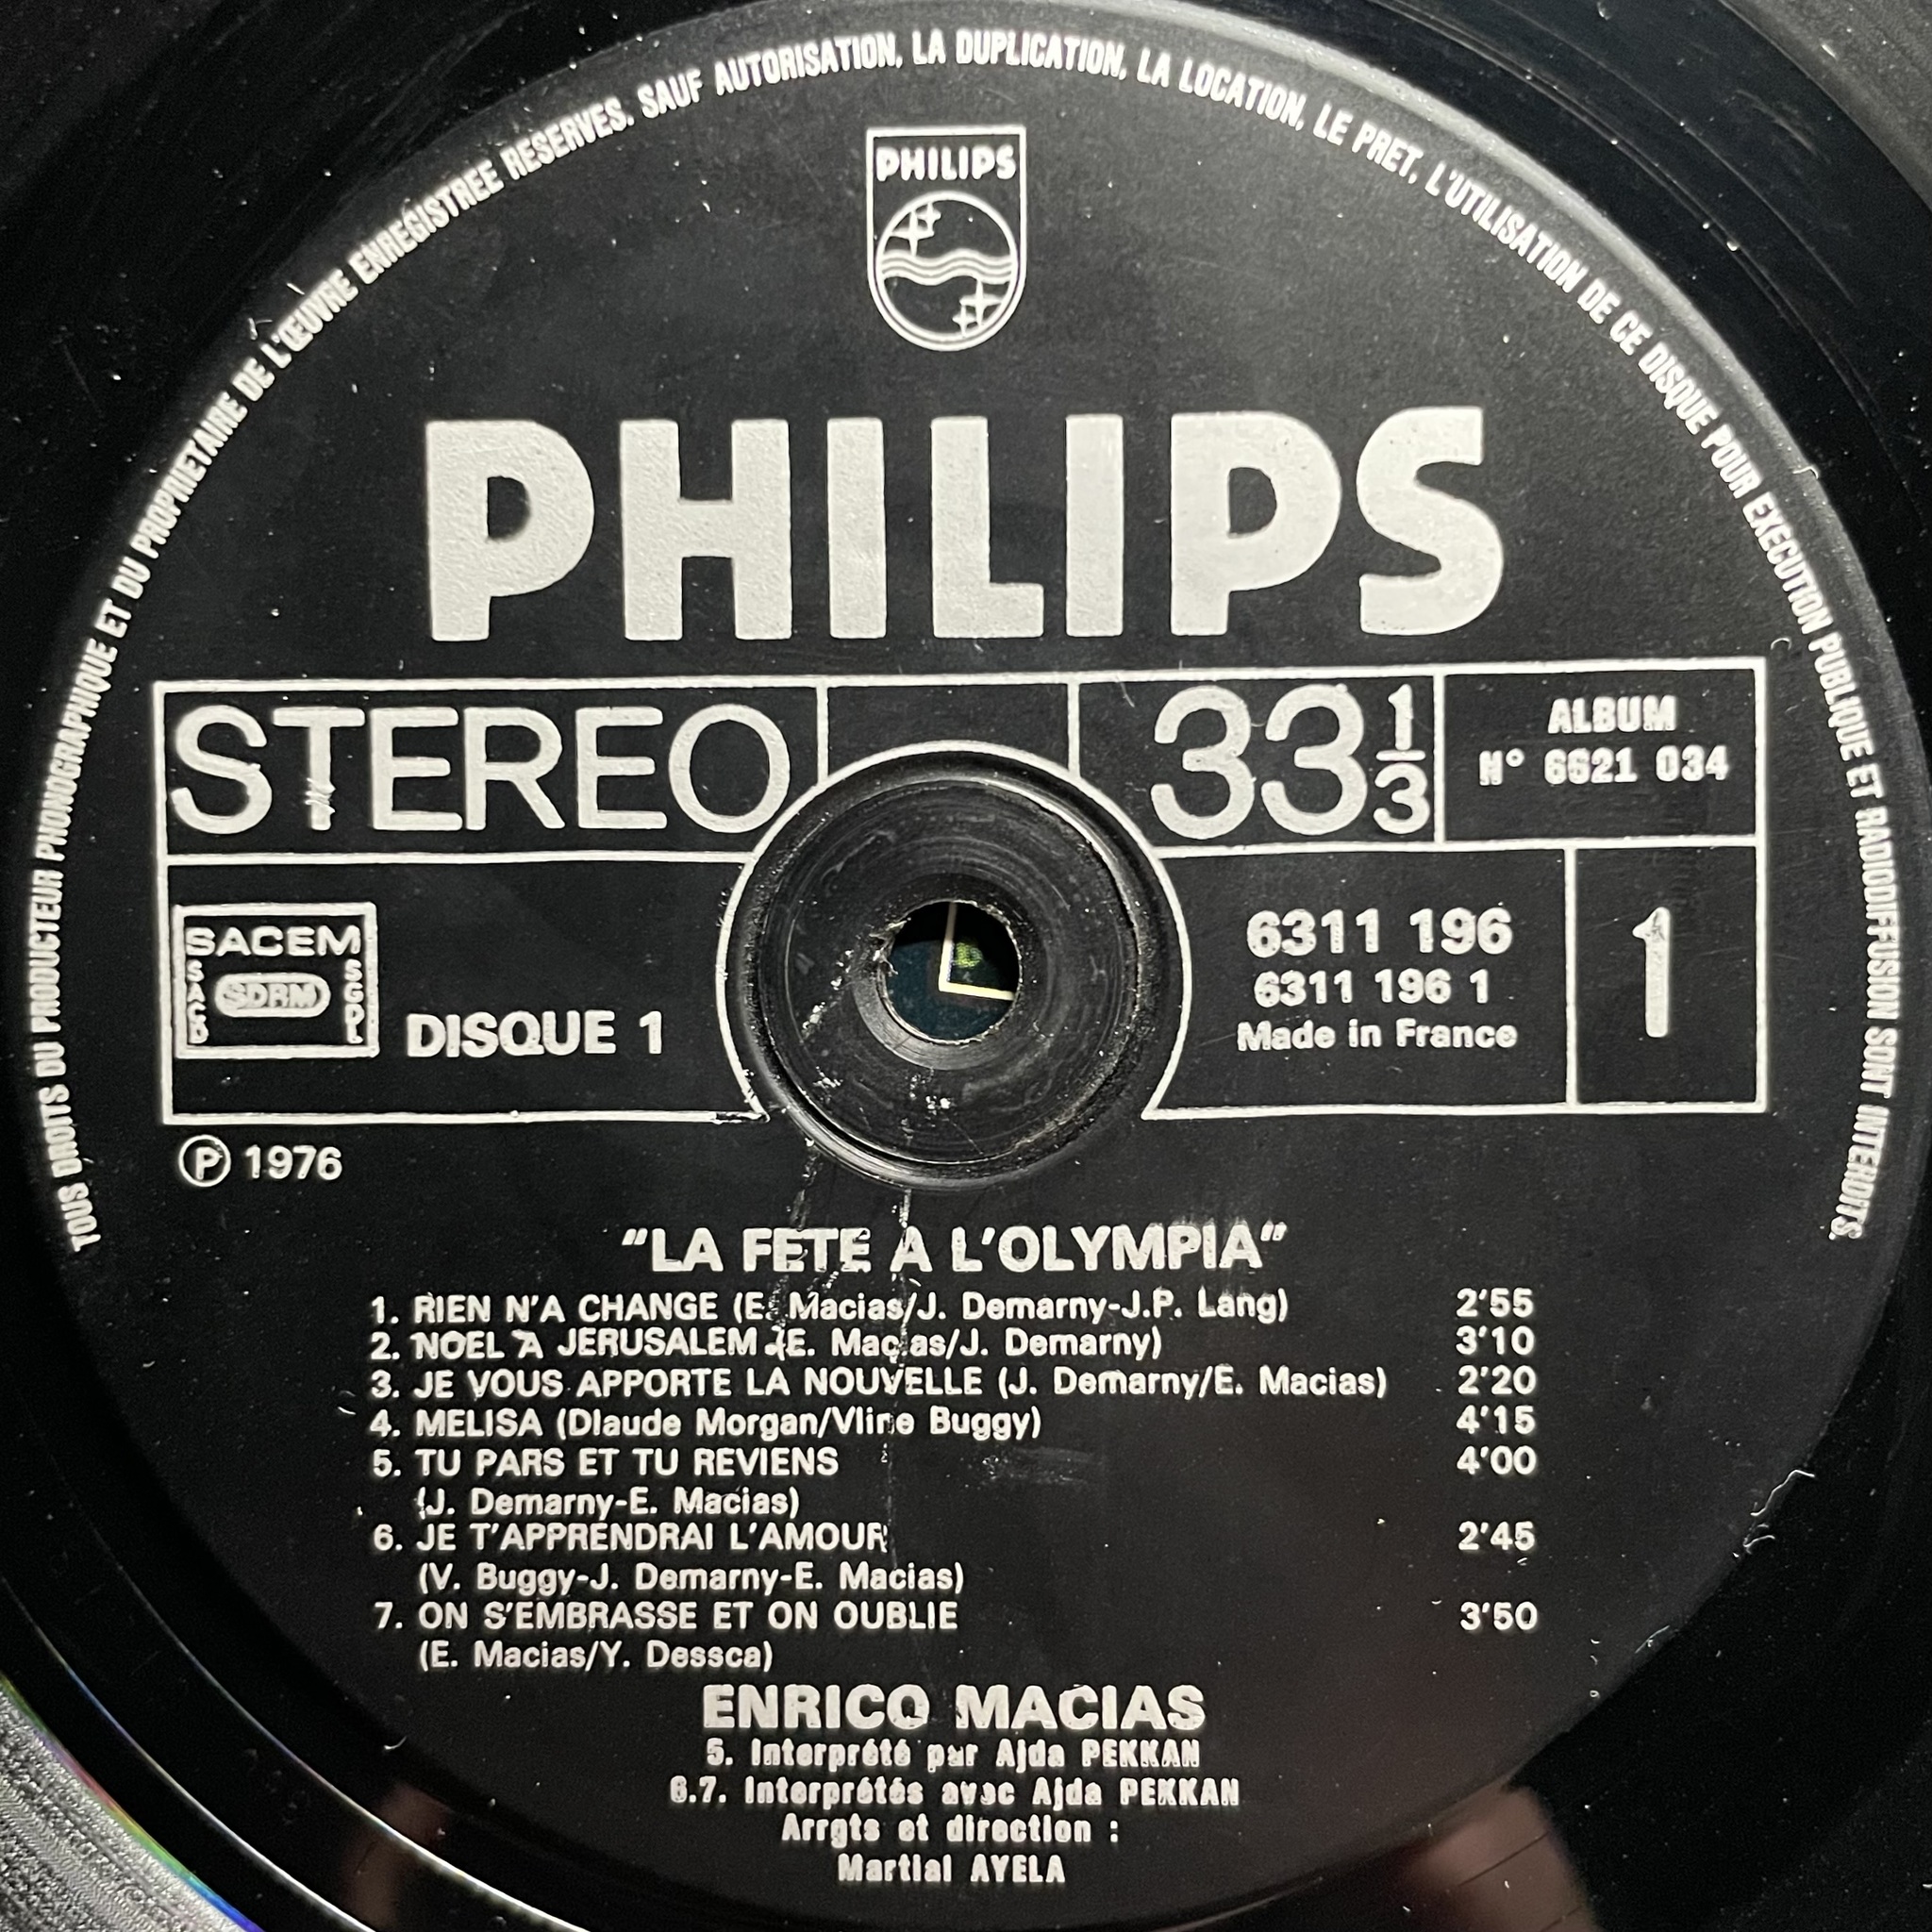 TOUS DROITS DU PRODUCTEUR PHONOGRAPHIQUE ET DU PROPRIETAIRE DE L'ŒUVRE ENREGISTREE RESERVES. SAUF AUTORISATION, LA DUPLICATION, LA LOCATION, LE PRET, L'UTILISATION DE CE DISQUE POUR EXECUTION PUBLIQUE ET RADIODIFFUSION SONT INTERDITS.
PHILIPS
PHILIPS
STEREO
33 1/3
ALBUM
N° 6621 034
SACEM
SACD
SDRM
SGDL
DISQUE 1
6311 196
6311 196 1
Made in France
1
Ⓟ 1976
"LA FETE A L'OLYMPIA"
1. RIEN N'A CHANGE (E. Macias/J. Demarny-J.P. Lang) 2'55
2. NOEL A JERUSALEM (E. Macias/J. Demarny) 3'10
3. JE VOUS APPORTE LA NOUVELLE (J. Demarny/E. Macias) 2'20
4. MELISA (Dlaude Morgan/Vline Buggy) 4'15
5. TU PARS ET TU REVIENS 4'00
(J. Demarny-E. Macias)
6. JE T'APPRENDRAI L'AMOUR 2'45
(V. Buggy-J. Demarny-E. Macias)
7. ON S'EMBRASSE ET ON OUBLIE 3'50
(E. Macias/Y. Dessca)
ENRICO MACIAS
5. Interprété par Ajda PEKKAN
6.7. Interprétés avec Ajda PEKKAN
Arrgts et direction :
Martial AYELA